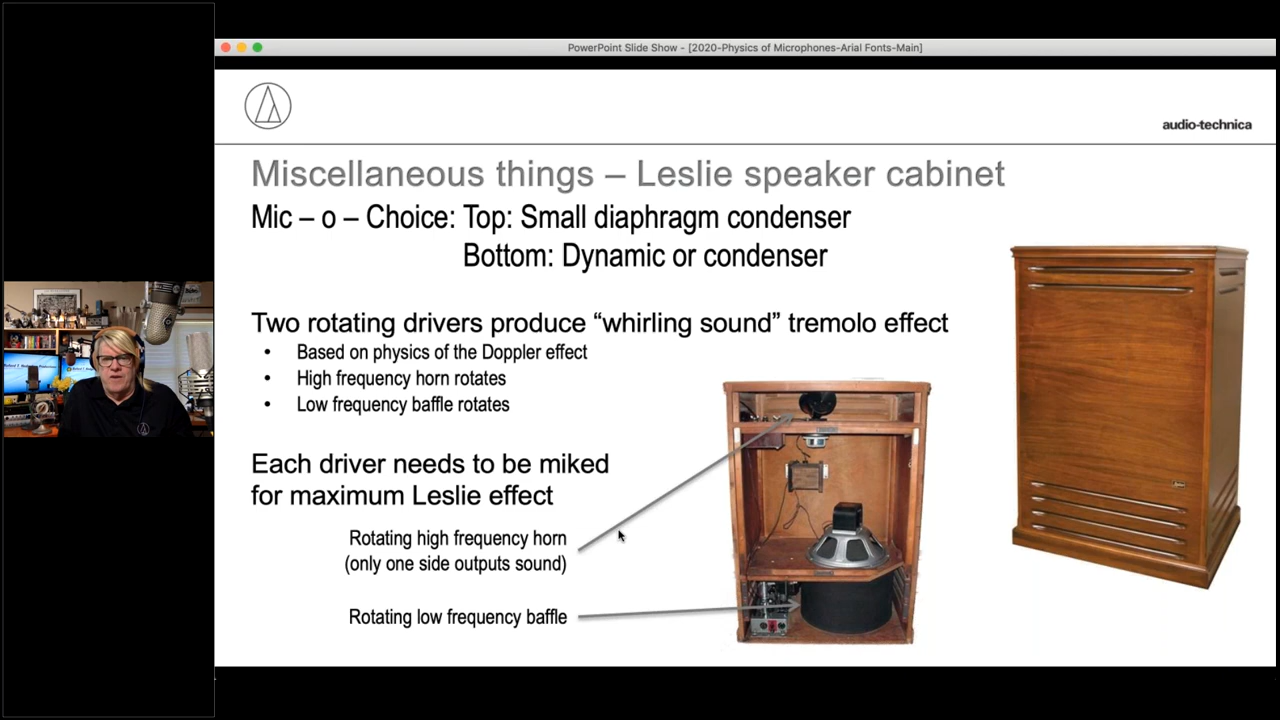 PowerPoint Slide Show - [2020-Physics of Microphones-Arial Fonts-Main]
audio-technica
Miscellaneous things – Leslie speaker cabinet
Mic – o – Choice: Top: Small diaphragm condenser
Bottom: Dynamic or condenser
Two rotating drivers produce “whirling sound” tremolo effect
• Based on physics of the Doppler effect
• High frequency horn rotates
• Low frequency baffle rotates
Each driver needs to be miked
for maximum Leslie effect
Rotating high frequency horn
(only one side outputs sound)
Rotating low frequency baffle